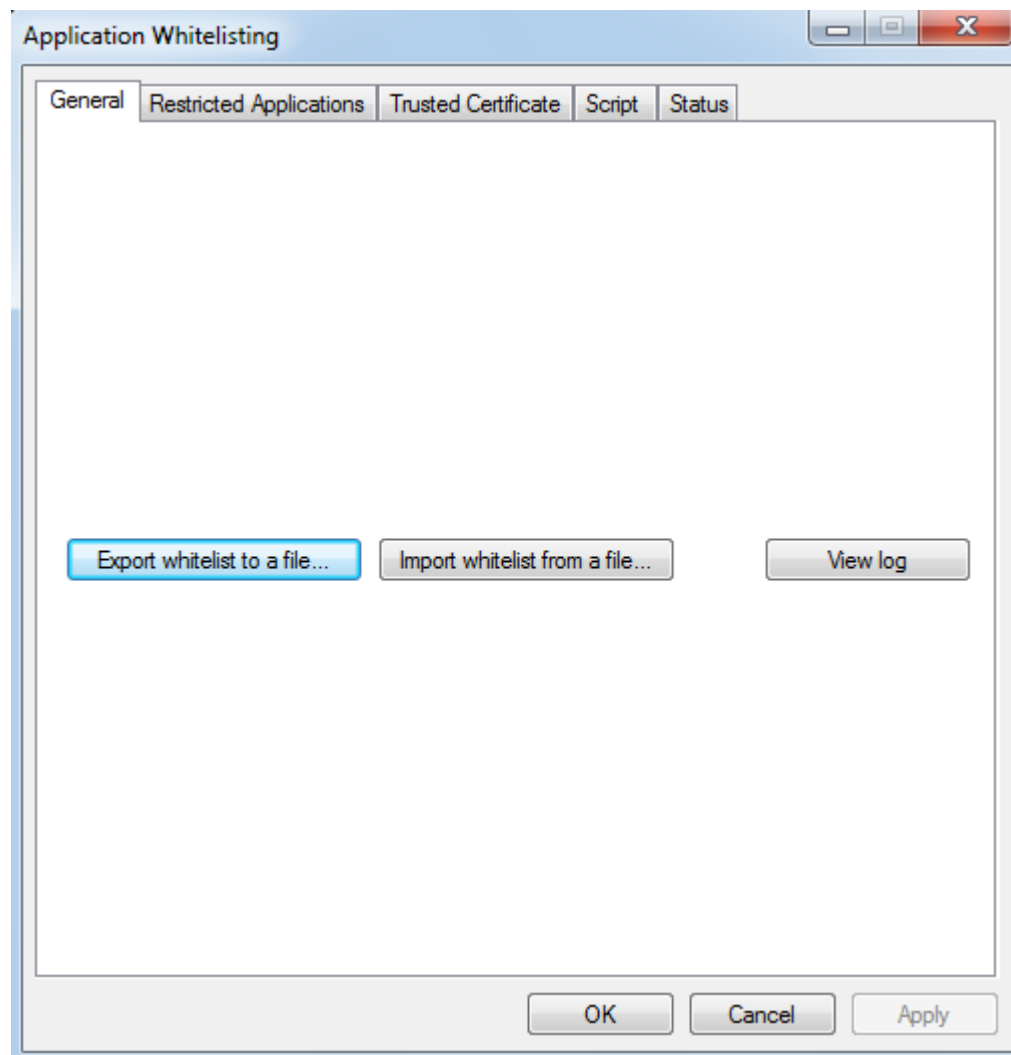 Application Whitelisting
General Restricted Applications Trusted Certificate Script Status
Export whitelist to a file... Import whitelist from a file... View log
OK Cancel Apply